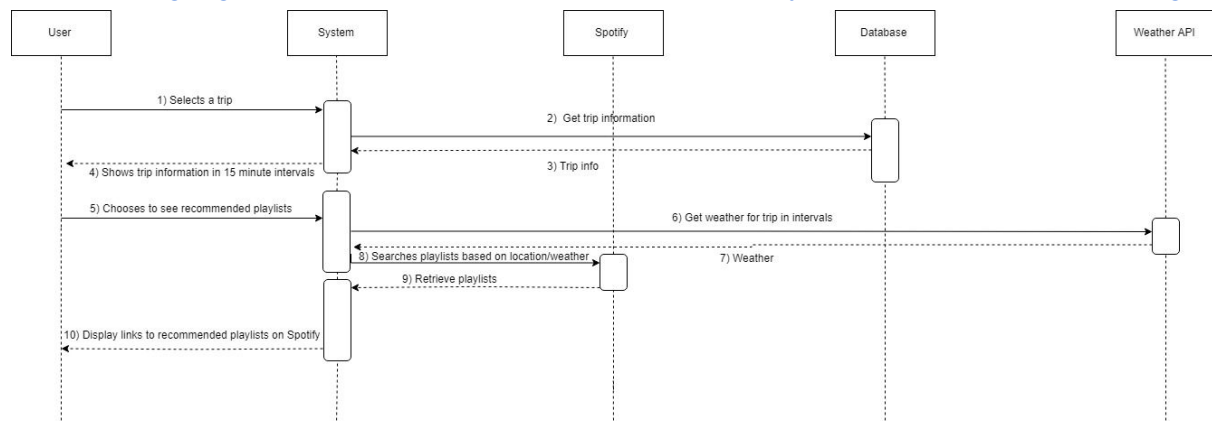 User
System
Spotify
Database
Weather API
1) Selects a trip
2) Get trip information
3) Trip info
4) Shows trip information in 15 minute intervals
5) Chooses to see recommended playlists
6) Get weather for trip in intervals
7) Weather
8) Searches playlists based on location/weather
9) Retrieve playlists
10) Display links to recommended playlists on Spotify